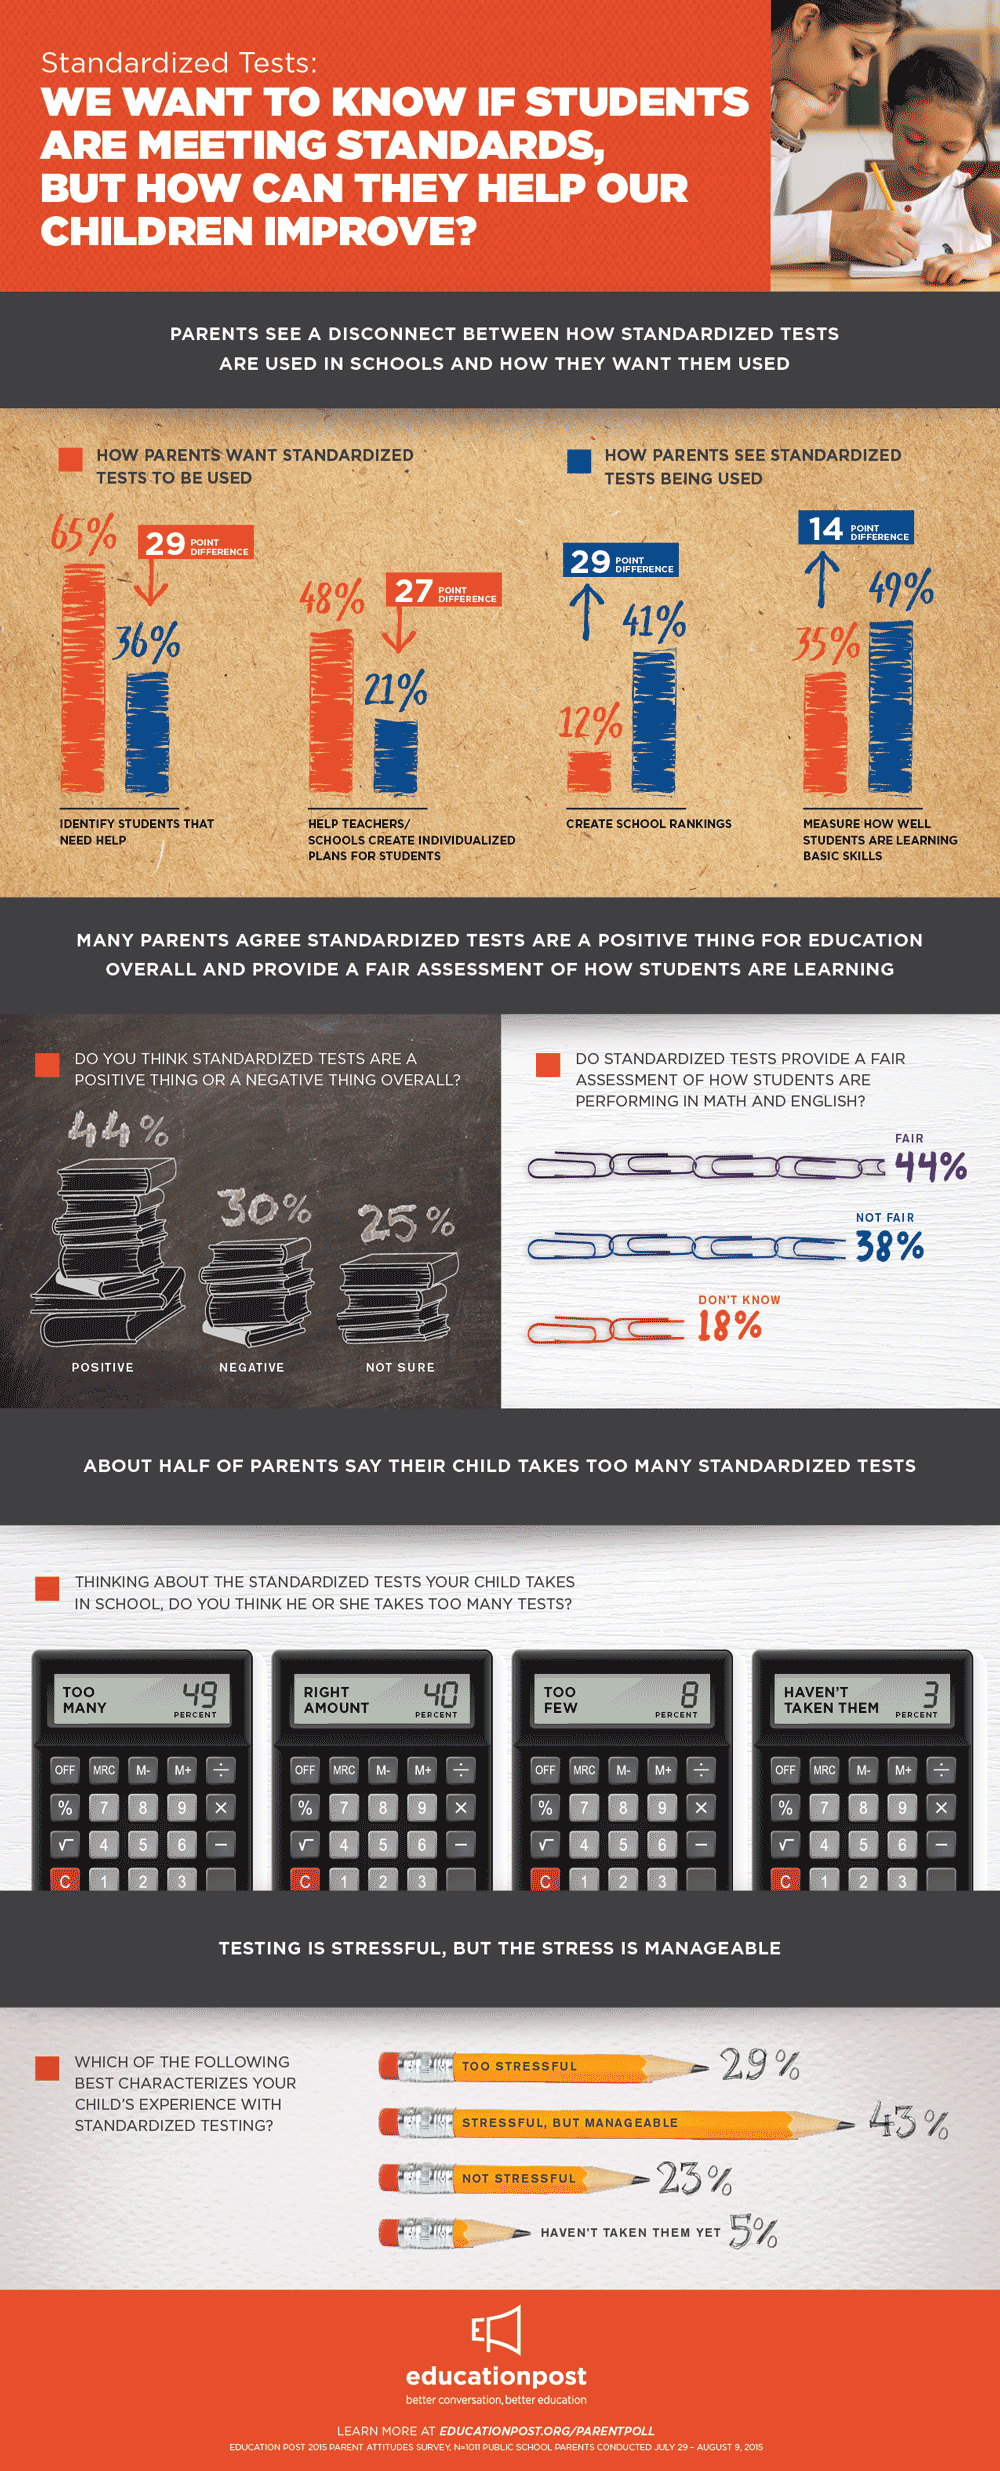 Standardized Tests:
WE WANT TO KNOW IF STUDENTS
ARE MEETING STANDARDS,
BUT HOW CAN THEY HELP OUR
CHILDREN IMPROVE?
PARENTS SEE A DISCONNECT BETWEEN HOW STANDARDIZED TESTS
ARE USED IN SCHOOLS AND HOW THEY WANT THEM USED
HOW PARENTS WANT STANDARDIZED
TESTS TO BE USED
HOW PARENTS SEE STANDARDIZED
TESTS BEING USED
65%
29 POINT
DIFFERENCE
36%
IDENTIFY STUDENTS THAT
NEED HELP
48%
27 POINT
DIFFERENCE
21%
HELP TEACHERS/
SCHOOLS CREATE INDIVIDUALIZED
PLANS FOR STUDENTS
29 POINT
DIFFERENCE
12%
41%
CREATE SCHOOL RANKINGS
14 POINT
DIFFERENCE
35%
49%
MEASURE HOW WELL
STUDENTS ARE LEARNING
BASIC SKILLS
MANY PARENTS AGREE STANDARDIZED TESTS ARE A POSITIVE THING FOR EDUCATION
OVERALL AND PROVIDE A FAIR ASSESSMENT OF HOW STUDENTS ARE LEARNING
DO YOU THINK STANDARDIZED TESTS ARE A
POSITIVE THING OR A NEGATIVE THING OVERALL?
44%
30%
25%
POSITIVE
NEGATIVE
NOT SURE
DO STANDARDIZED TESTS PROVIDE A FAIR
ASSESSMENT OF HOW STUDENTS ARE
PERFORMING IN MATH AND ENGLISH?
FAIR
44%
NOT FAIR
38%
DON'T KNOW
18%
ABOUT HALF OF PARENTS SAY THEIR CHILD TAKES TOO MANY STANDARDIZED TESTS
THINKING ABOUT THE STANDARDIZED TESTS YOUR CHILD TAKES
IN SCHOOL, DO YOU THINK HE OR SHE TAKES TOO MANY TESTS?
TOO
MANY
49
PERCENT
OFF MRC M- M+ ÷
% 7 8 9 ×
√ 4 5 6 −
C 1 2 3
RIGHT
AMOUNT
40
PERCENT
OFF MRC M- M+ ÷
% 7 8 9 ×
√ 4 5 6 −
C 1 2 3
TOO
FEW
8
PERCENT
OFF MRC M- M+ ÷
% 7 8 9 ×
√ 4 5 6 −
C 1 2 3
HAVEN'T
TAKEN THEM
3
PERCENT
OFF MRC M- M+ ÷
% 7 8 9 ×
√ 4 5 6 −
C 1 2 3
TESTING IS STRESSFUL, BUT THE STRESS IS MANAGEABLE
WHICH OF THE FOLLOWING
BEST CHARACTERIZES YOUR
CHILD'S EXPERIENCE WITH
STANDARDIZED TESTING?
TOO STRESSFUL 29%
STRESSFUL, BUT MANAGEABLE 43%
NOT STRESSFUL 23%
HAVEN'T TAKEN THEM YET 5%
E
educationpost
better conversation, better education
LEARN MORE AT EDUCATIONPOST.ORG/PARENTPOLL
EDUCATION POST 2015 PARENT ATTITUDES SURVEY, N=1011 PUBLIC SCHOOL PARENTS CONDUCTED JULY 29 - AUGUST 9, 2015